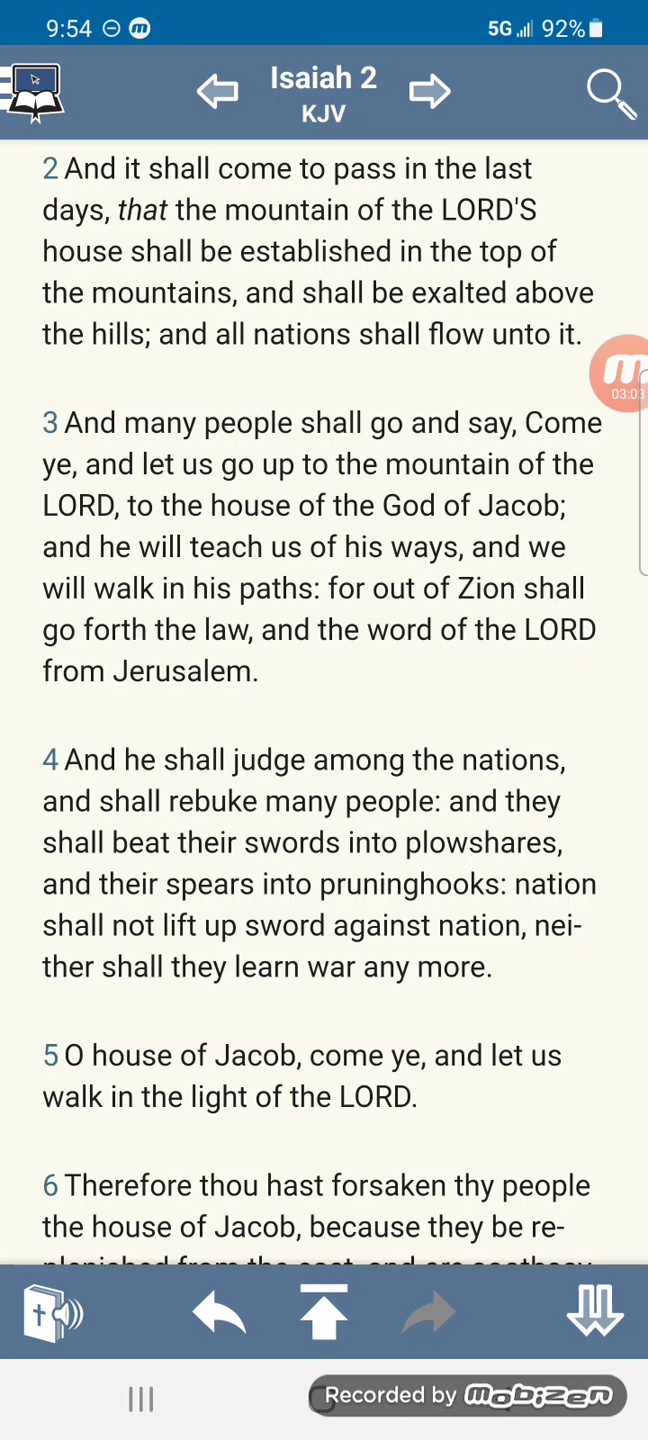 9:54
5G 92%
Isaiah 2
KJV
2 And it shall come to pass in the last
days, that the mountain of the LORD'S
house shall be established in the top of
the mountains, and shall be exalted above
the hills; and all nations shall flow unto it.
03:03
3 And many people shall go and say, Come
ye, and let us go up to the mountain of the
LORD, to the house of the God of Jacob;
and he will teach us of his ways, and we
will walk in his paths: for out of Zion shall
go forth the law, and the word of the LORD
from Jerusalem.
4 And he shall judge among the nations,
and shall rebuke many people: and they
shall beat their swords into plowshares,
and their spears into pruninghooks: nation
shall not lift up sword against nation, nei-
ther shall they learn war any more.
5 O house of Jacob, come ye, and let us
walk in the light of the LORD.
6 Therefore thou hast forsaken thy people
the house of Jacob, because they be re-
plenished from the east, and are soothsay
Recorded by mobizen